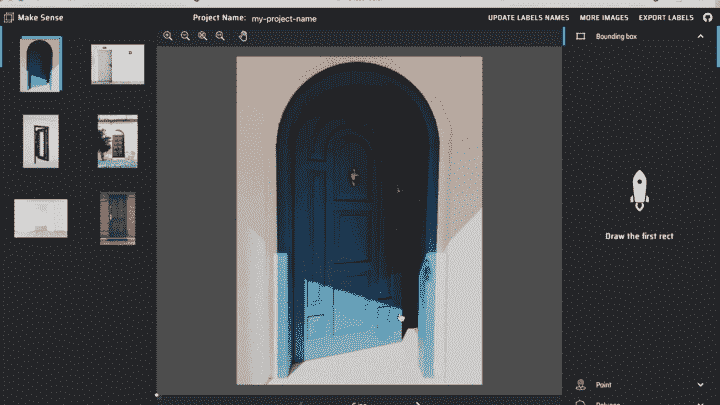 Make Sense
Project Name: my-project-name
UPDATE LABELS NAMES
MORE IMAGES
EXPORT LABELS
Bounding box
Draw the first rect
Point